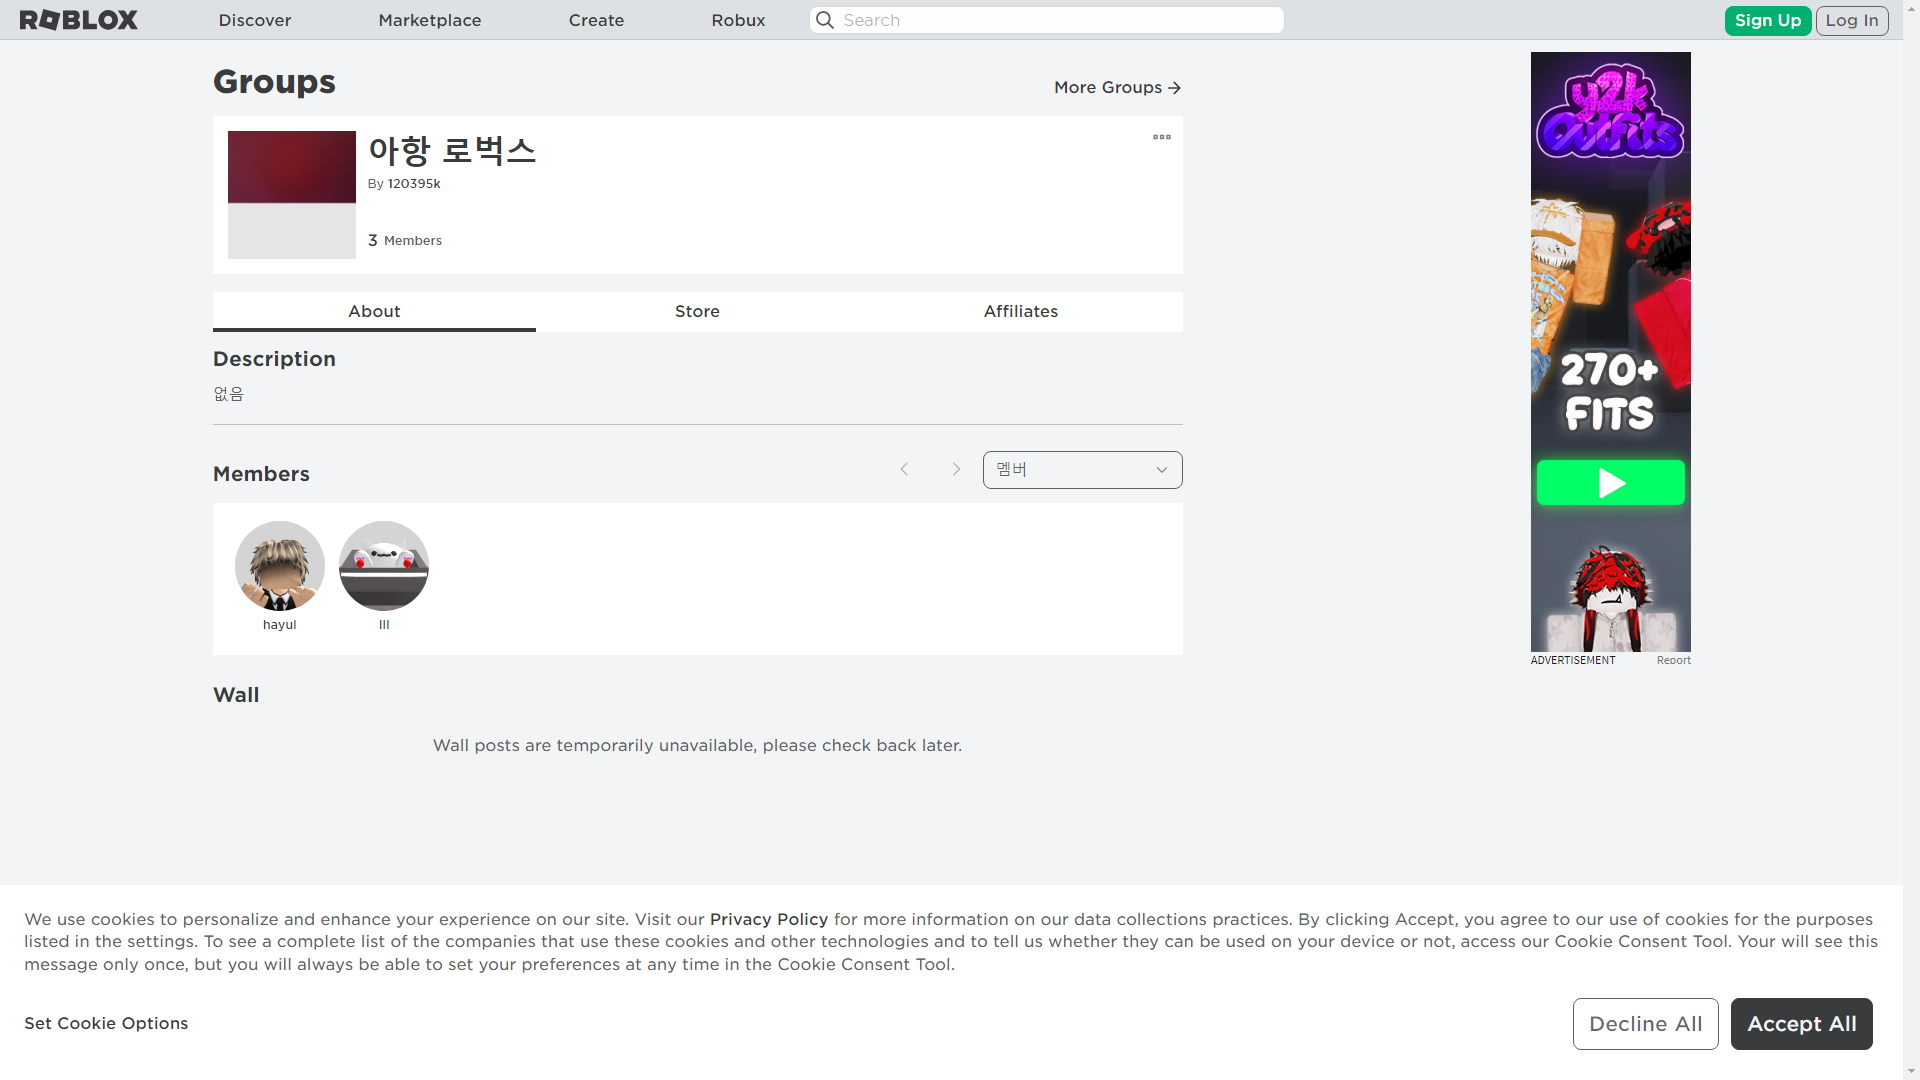 ROBLOX
Discover
Marketplace
Create
Robux
Search
Sign Up
Log In
Groups
More Groups
아항 로벅스
By 120395k
3 Members
About
Store
Affiliates
Description
없음
Members
멤버
hayul
lll
Wall
Wall posts are temporarily unavailable, please check back later.
y2k
Outfits
270+
FITS
ADVERTISEMENT
Report
We use cookies to personalize and enhance your experience on our site. Visit our Privacy Policy for more information on our data collections practices. By clicking Accept, you agree to our use of cookies for the purposes
listed in the settings. To see a complete list of the companies that use these cookies and other technologies and to tell us whether they can be used on your device or not, access our Cookie Consent Tool. Your will see this
message only once, but you will always be able to set your preferences at any time in the Cookie Consent Tool.
Set Cookie Options
Decline All
Accept All